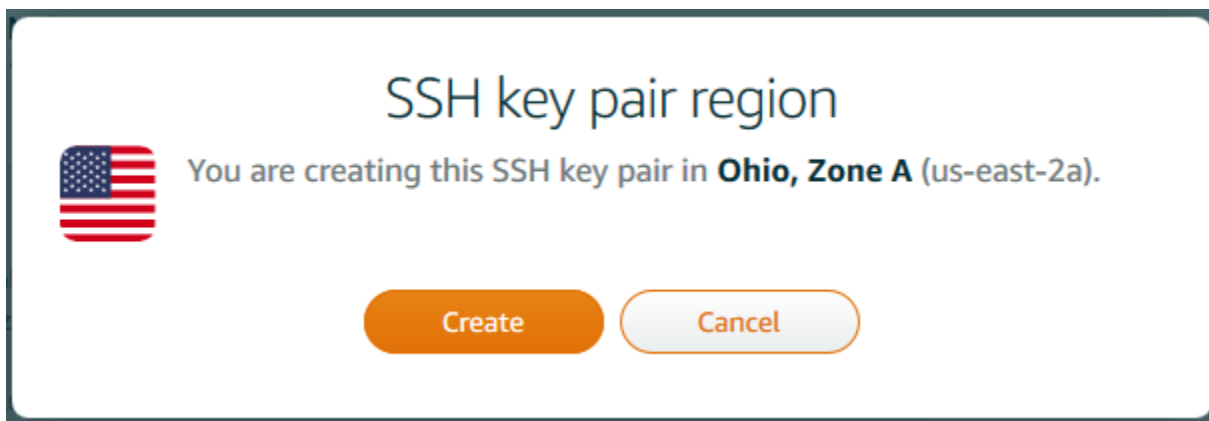 SSH key pair region
You are creating this SSH key pair in Ohio, Zone A (us-east-2a).
Create
Cancel